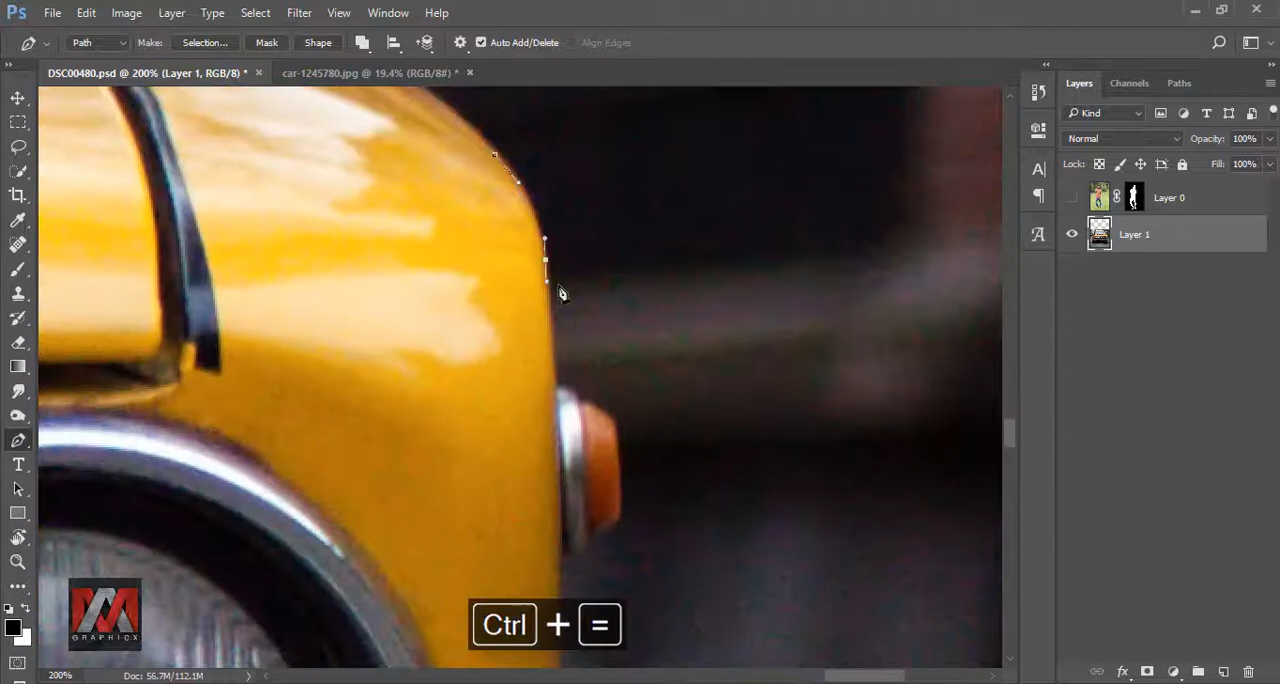 Ps File Edit Image Layer Type Select Filter View Window Help
Path Make: Selection... Mask Shape Auto Add/Delete Align Edges
DSC00480.psd @ 200% (Layer 1, RGB/8) * × car-1245780.jpg @ 19.4% (RGB/8#) * ×
Layers Channels Paths
Kind
Normal Opacity: 100%
Lock: Fill: 100%
Layer 0
Layer 1
GRAPHICX
Ctrl + =
200% Doc: 56.7M/112.1M